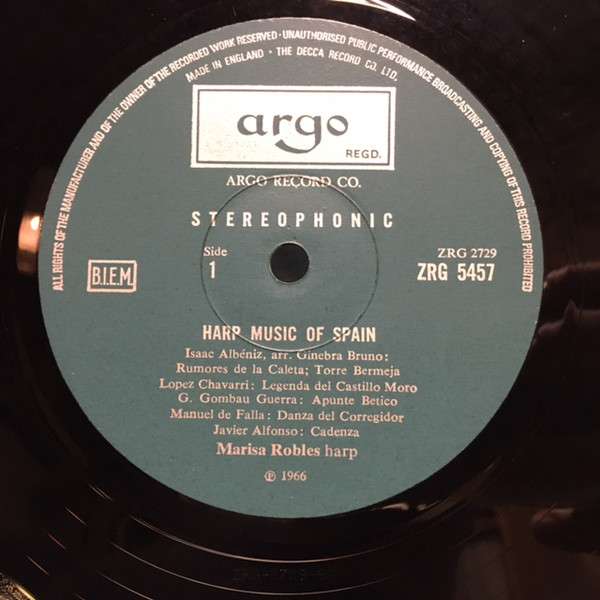 ALL RIGHTS OF THE MANUFACTURER AND OF THE OWNER OF THE RECORDED WORK RESERVED · UNAUTHORISED PUBLIC PERFORMANCE BROADCASTING AND COPYING OF THIS RECORD PROHIBITED
MADE IN ENGLAND · THE DECCA RECORD CO. LTD.
argo
REGD.
ARGO RECORD CO.
STEREOPHONIC
Side
1
ZRG 2729
ZRG 5457
B.I.E.M.
HARP MUSIC OF SPAIN
Isaac Albéniz, arr. Ginebra Bruno:
Rumores de la Caleta; Torre Bermeja
Lopez Chavarri: Legenda del Castillo Moro
G. Gombau Guerra: Apunte Betico
Manuel de Falla: Danza del Corregidor
Javier Alfonso: Cadenza
Marisa Robles harp
℗ 1966